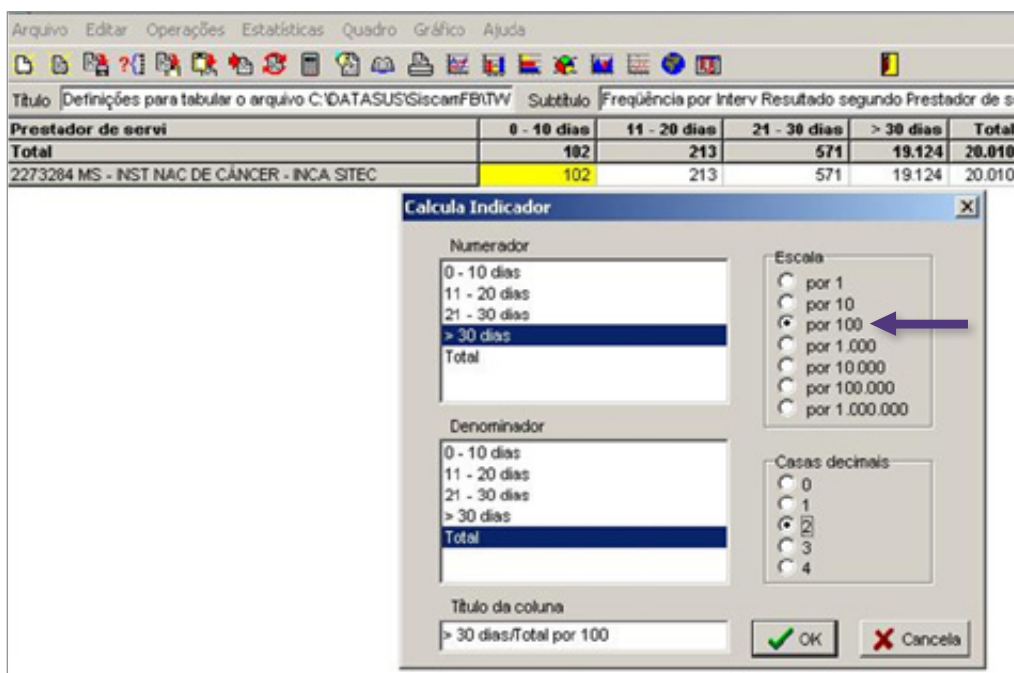 Arquivo Editar Operações Estatísticas Quadro Gráfico Ajuda
Título Definições para tabular o arquivo C:\DATASUS\SiscamFB\TW Subtítulo Freqüência por Interv Resultado segundo Prestador de s
Prestador de servi 0 - 10 dias 11 - 20 dias 21 - 30 dias > 30 dias Total
Total 102 213 571 19.124 20.010
2273284 MS - INST NAC DE CÂNCER - INCA SITEC 102 213 571 19.124 20.010
Calcula Indicador
Numerador
0 - 10 dias
11 - 20 dias
21 - 30 dias
> 30 dias
Total
Escala
por 1
por 10
por 100
por 1.000
por 10.000
por 100.000
por 1.000.000
Denominador
0 - 10 dias
11 - 20 dias
21 - 30 dias
> 30 dias
Total
Casas decimais
0
1
2
3
4
Título da coluna
> 30 dias/Total por 100
OK
Cancela